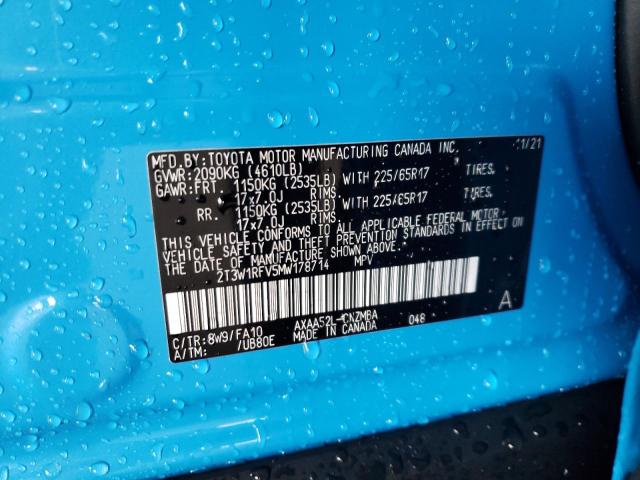 MFD.BY:TOYOTA MOTOR MANUFACTURING CANADA INC. 11/21
GVWR: 2090KG (4610LB)
GAWR:FRT. 1150KG (2535LB) WITH 225/65R17 TIRES,
17x7.0J RIMS
RR. 1150KG (2535LB) WITH 225/65R17 TIRES,
17x7.0J RIMS
THIS VEHICLE CONFORMS TO ALL APPLICABLE FEDERAL MOTOR
VEHICLE SAFETY AND THEFT PREVENTION STANDARDS IN EFFECT ON
THE DATE OF MANUFACTURE SHOWN ABOVE.
2T3W1RFV5MW178714 MPV
A
C/TR:8W9/FA10 AXAA52L-CNZMBA 048
A/TM: /UB80E MADE IN CANADA